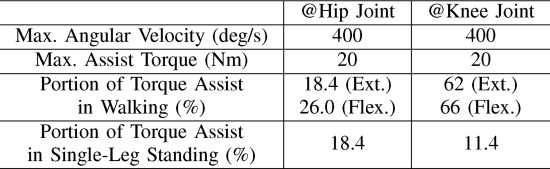 @Hip Joint @Knee Joint
Max. Angular Velocity (deg/s) 400 400
Max. Assist Torque (Nm) 20 20
Portion of Torque Assist 18.4 (Ext.) 62 (Ext.)
in Walking (%) 26.0 (Flex.) 66 (Flex.)
Portion of Torque Assist
in Single-Leg Standing (%) 18.4 11.4